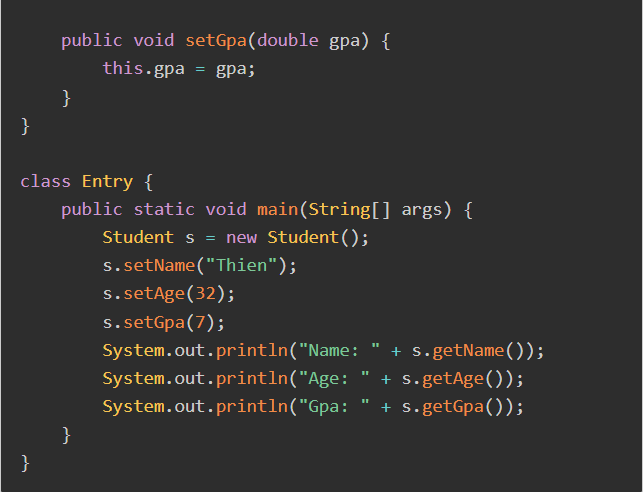 public void setGpa(double gpa) {
        this.gpa = gpa;
    }
}

class Entry {
    public static void main(String[] args) {
        Student s = new Student();
        s.setName("Thien");
        s.setAge(32);
        s.setGpa(7);
        System.out.println("Name: " + s.getName());
        System.out.println("Age: " + s.getAge());
        System.out.println("Gpa: " + s.getGpa());
    }
}